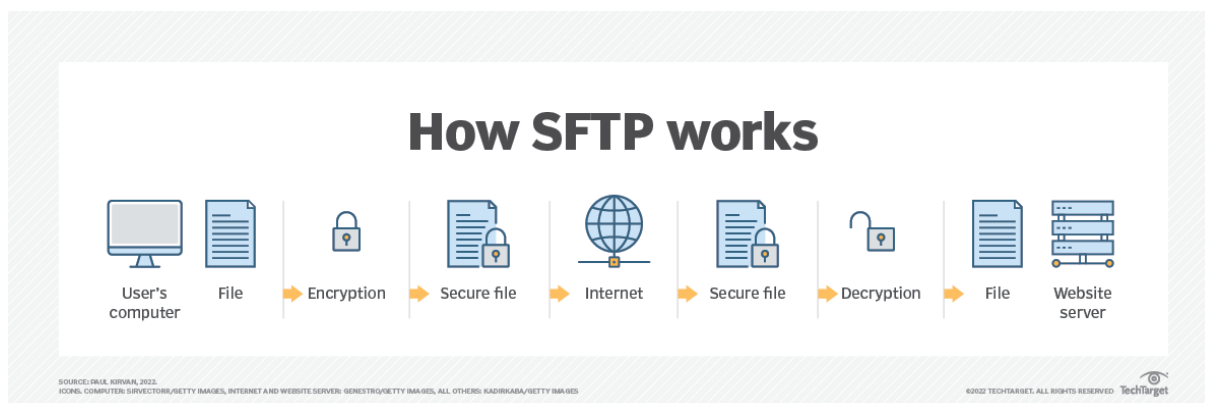 How SFTP works
User's computer
File
Encryption
Secure file
Internet
Secure file
Decryption
File
Website server
SOURCE: PAUL KIRVAN, 2022.
ICONS. COMPUTER: SIRVECTORR/GETTY IMAGES, INTERNET AND WEBSITE SERVER: GENESTRO/GETTY IMAGES, ALL OTHERS: KADIRKABA/GETTY IMAGES
©2022 TECHTARGET. ALL RIGHTS RESERVED TechTarget